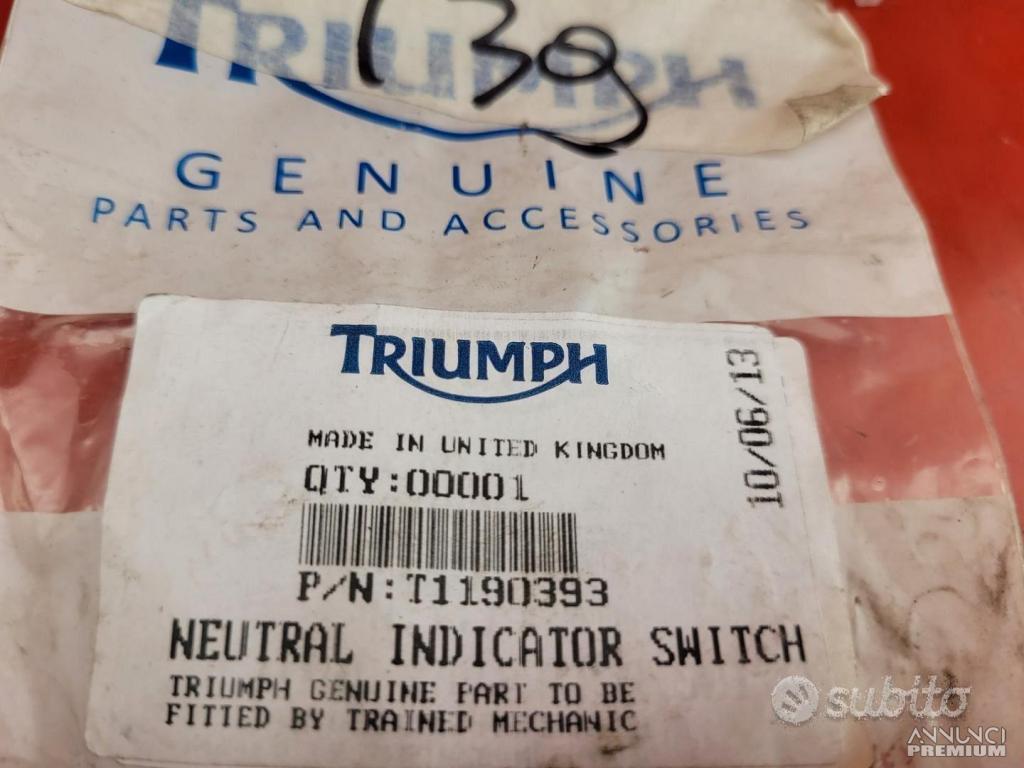 TRIUMPH
GENUINE
PARTS AND ACCESSORIES
TRIUMPH
MADE IN UNITED KINGDOM
QTY:00001
P/N:T1190393
NEUTRAL INDICATOR SWITCH
TRIUMPH GENUINE PART TO BE
FITTED BY TRAINED MECHANIC
10/06/13
subito
ANNUNCI
PREMIUM